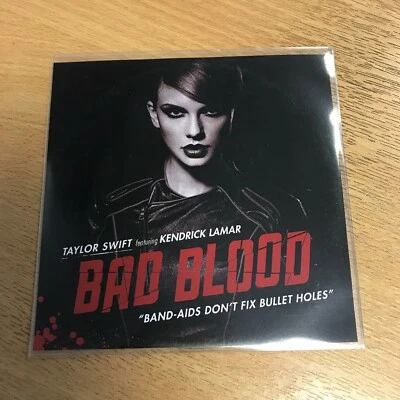 TAYLOR SWIFT featuring KENDRICK LAMAR
BAD BLOOD
"BAND-AIDS DON'T FIX BULLET HOLES"